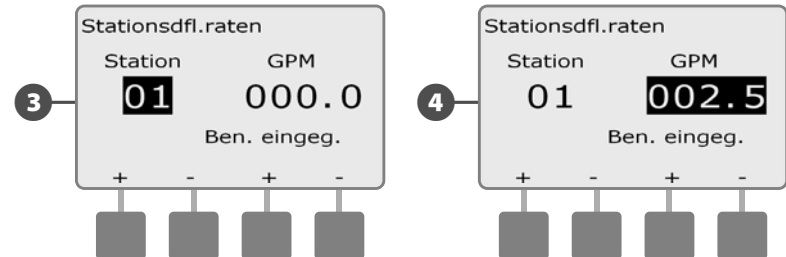 3
Stationsdfl.raten
Station GPM
01 000.0
Ben. eingeg.
+ - + -
4
Stationsdfl.raten
Station GPM
01 002.5
Ben. eingeg.
+ - + -